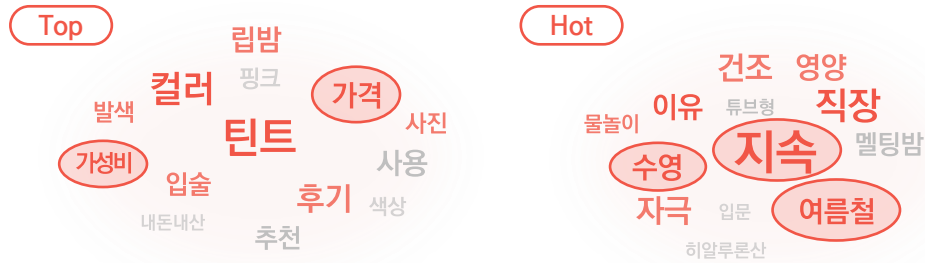 Top
립밤
핑크
컬러
가격
발색
사진
틴트
가성비
사용
입술
후기
색상
내돈내산
추천
Hot
건조
영양
이유
튜브형
직장
물놀이
지속
멜팅밤
수영
자극
입문
여름철
히알루론산